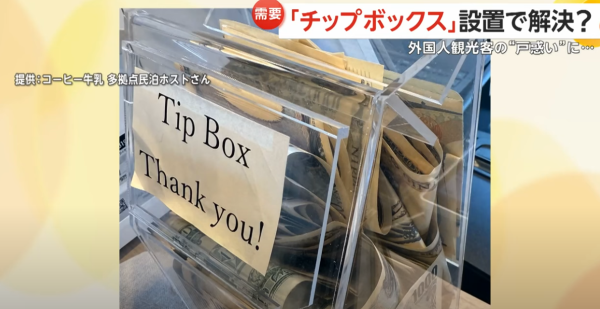 需要
「チップボックス」設置で解決?
外国人観光客の"戸惑い"に…
提供:コーヒー牛乳 多拠点民泊ホストさん
Tip Box
Thank you!